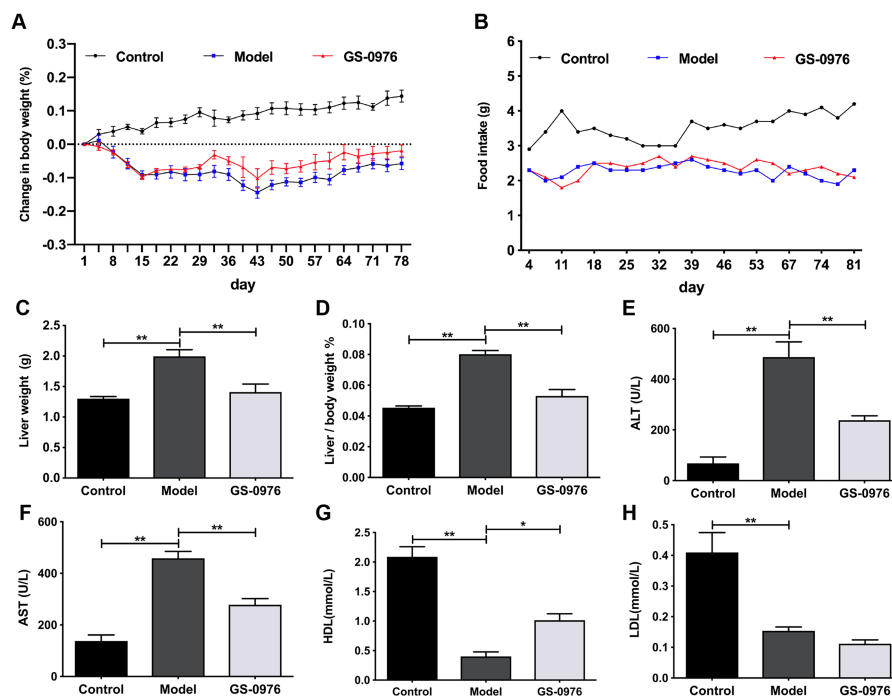 A
Control Model GS-0976
Change in body weight (%)
0.3
0.2
0.1
0.0
-0.1
-0.2
-0.3
1 8 15 22 29 36 43 50 57 64 71 78
day
B
Control Model GS-0976
Food intake (g)
6
5
4
3
2
1
0
4 11 18 25 32 39 46 53 67 74 81
day
C
Liver weight (g)
2.5
2.0
1.5
1.0
0.5
0.0
** **
Control Model GS-0976
D
Liver / body weight %
0.10
0.08
0.06
0.04
0.02
0.00
** **
Control Model GS-0976
E
ALT (U/L)
600
400
200
0
** **
Control Model GS-0976
F
AST (U/L)
600
400
200
0
** **
Control Model GS-0976
G
HDL(mmol/L)
2.5
2.0
1.5
1.0
0.5
0.0
** *
Control Model GS-0976
H
LDL(mmol/L)
0.5
0.4
0.3
0.2
0.1
0.0
**
Control Model GS-0976